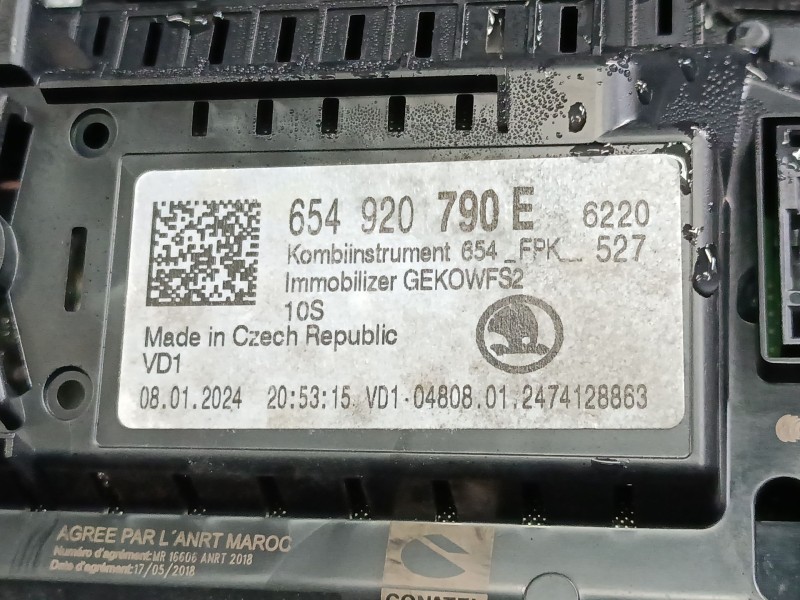 654 920 790 E 6220
Kombiinstrument 654_FPK_ 527
Immobilizer GEKOWFS2
10S
Made in Czech Republic
VD1
08.01.2024 20:53:15 VD1-04808.01.2474128863
AGREE PAR L´ANRT MAROC
Numéro d'agrément:MR 16606 ANRT 2018
Date d'agrément:17/05/2018
CONATEL